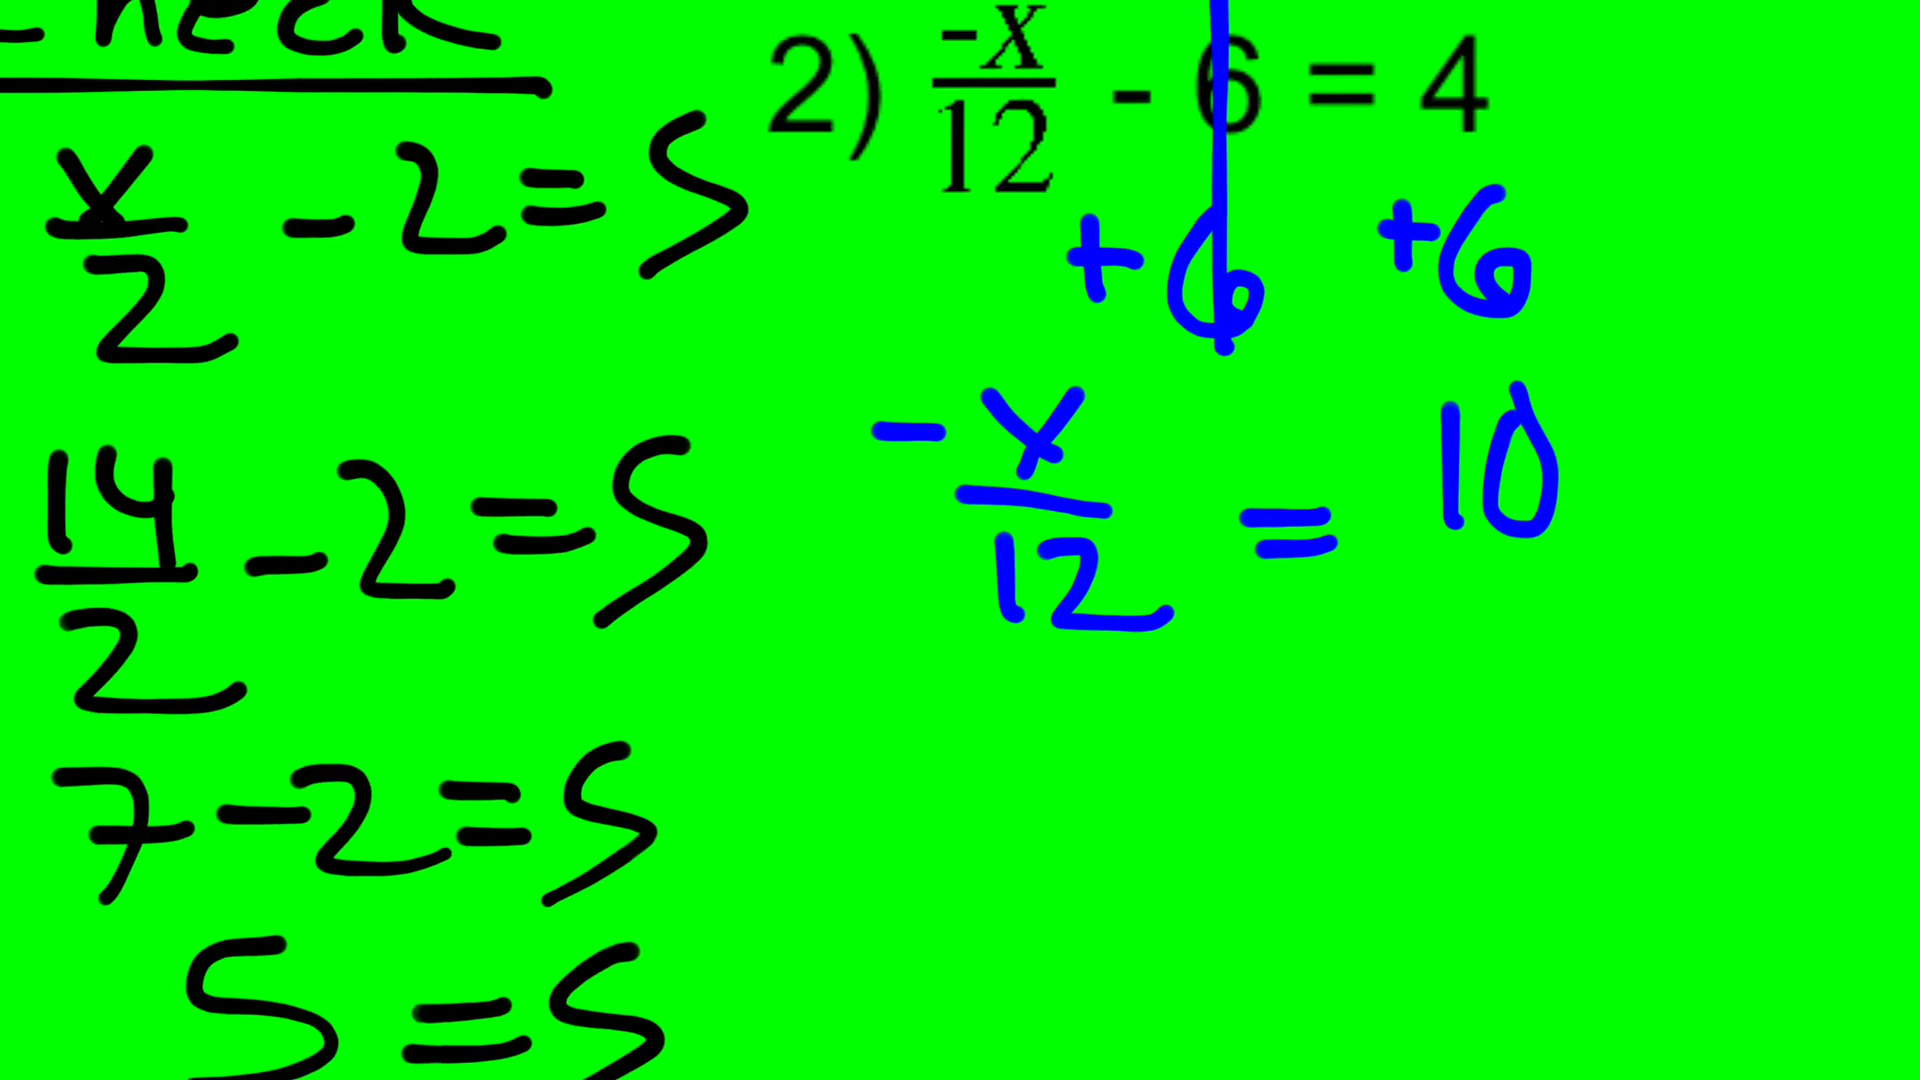 Check
x/2 - 2 = 5
14/2 - 2 = 5
7 - 2 = 5
5 = 5
2) -x/12 - 6 = 4
+6 +6
-x/12 = 10